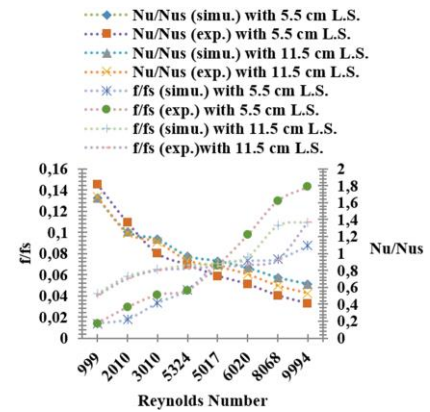 Nu/Nus (simu.) with 5.5 cm L.S.
Nu/Nus (exp.) with 5.5 cm L.S.
Nu/Nus (simu.) with 11.5 cm L.S.
Nu/Nus (exp.) with 11.5 cm L.S.
f/fs (simu.) with 5.5 cm L.S.
f/fs (exp.) with 5.5 cm L.S.
f/fs (simu.) with 11.5 cm L.S.
f/fs (exp.)with 11.5 cm L.S.
0,16 2
0,14 1,8
0,12 1,6
0,1 1,4
0,08 1,2
0,06 1
0,04 0,8
0,02 0,6
0 0,4
0,2
0
f/fs
Nu/Nus
999 2010 3010 5324 5017 6020 8068 9994
Reynolds Number